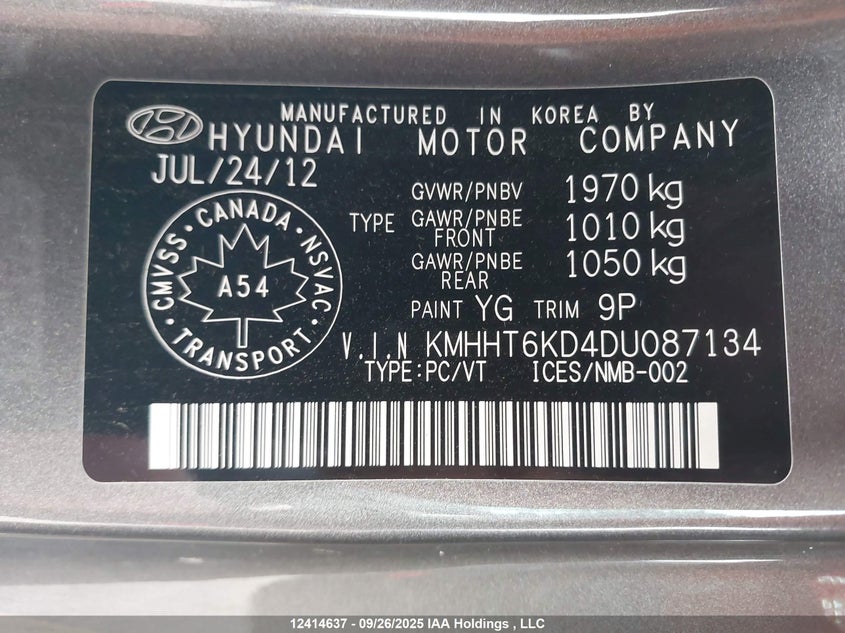 MANUFACTURED IN KOREA BY
HYUNDAI MOTOR COMPANY
JUL/24/12
GVWR/PNBV 1970 kg
TYPE GAWR/PNBE FRONT 1010 kg
GAWR/PNBE REAR 1050 kg
CMVSS · CANADA · NSVAC · TRANSPORT ·
A54
PAINT YG TRIM 9P
V.I.N KMHHT6KD4DU087134
TYPE:PC/VT ICES/NMB-002
12414637 - 09/26/2025 IAA Holdings , LLC